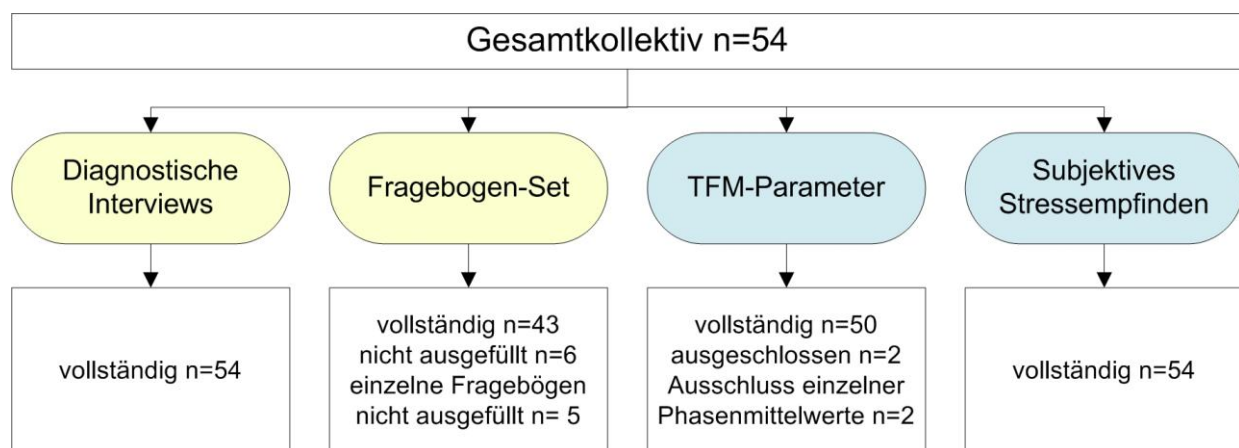 Gesamtkollektiv n=54
Diagnostische
Interviews
Fragebogen-Set
TFM-Parameter
Subjektives
Stressempfinden
vollständig n=54
vollständig n=43
nicht ausgefüllt n=6
einzelne Fragebögen
nicht ausgefüllt n= 5
vollständig n=50
ausgeschlossen n=2
Ausschluss einzelner
Phasenmittelwerte n=2
vollständig n=54